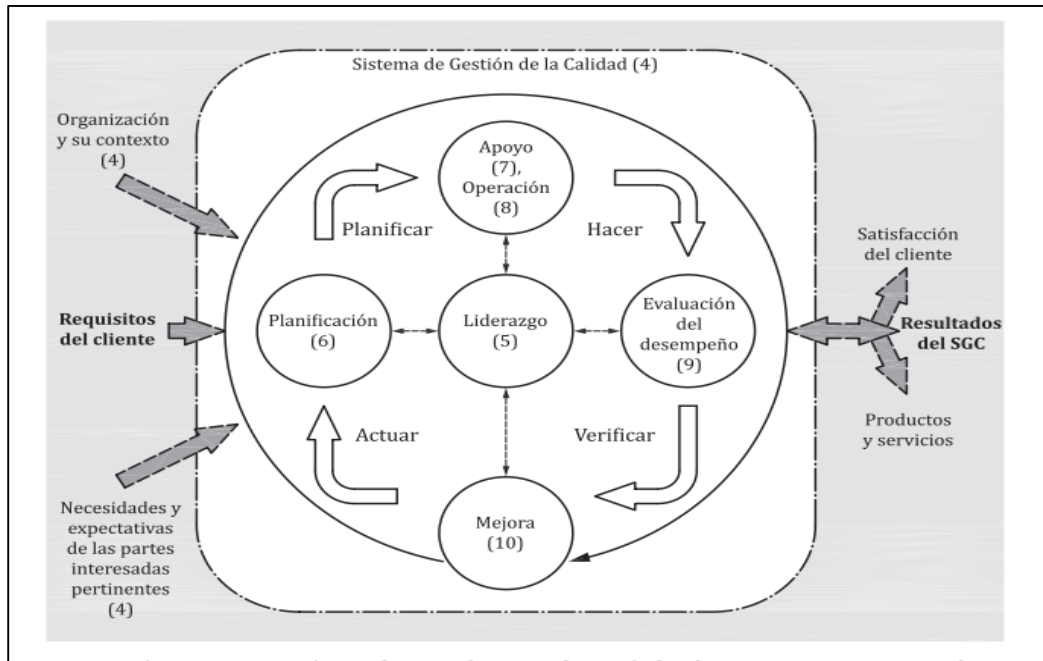 Sistema de Gestión de la Calidad (4)
Organización
y su contexto
(4)
Apoyo
(7),
Operación
(8)
Planificar
Hacer
Satisfacción
del cliente
Requisitos
del cliente
Planificación
(6)
Liderazgo
(5)
Evaluación
del
desempeño
(9)
Resultados
del SGC
Actuar
Verificar
Productos
y servicios
Necesidades y
expectativas
de las partes
interesadas
pertinentes
(4)
Mejora
(10)